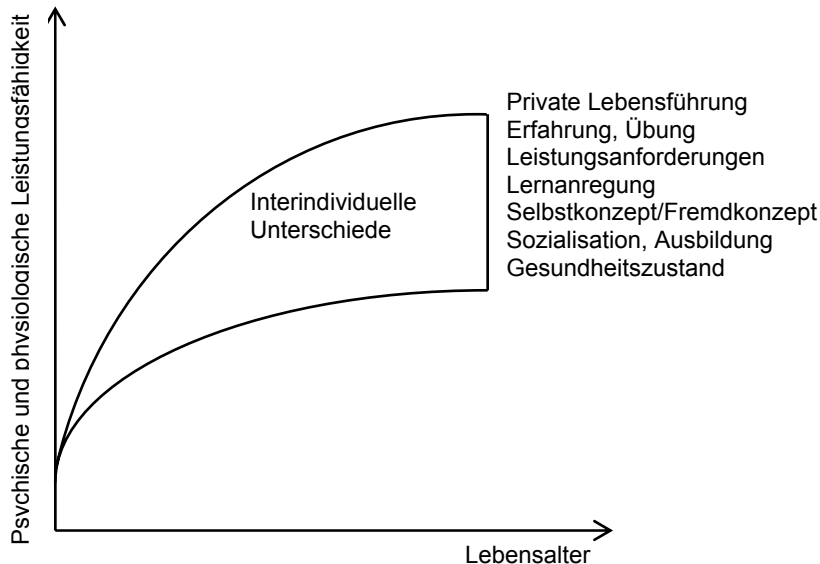 Psychische und physiologische Leistungsfähigkeit
Private Lebensführung
Erfahrung, Übung
Leistungsanforderungen
Lernanregung
Selbstkonzept/Fremdkonzept
Sozialisation, Ausbildung
Gesundheitszustand
Interindividuelle
Unterschiede
Lebensalter